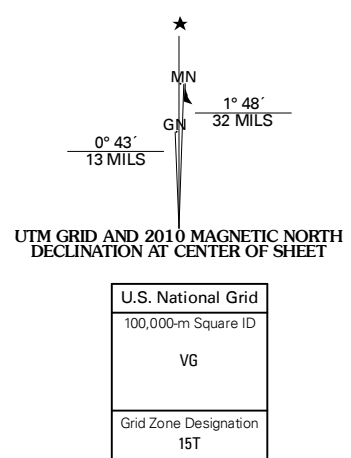 ★
MN
1° 48´
32 MILS
GN
0° 43´
13 MILS
UTM GRID AND 2010 MAGNETIC NORTH
DECLINATION AT CENTER OF SHEET
U.S. National Grid
100,000-m Square ID
VG
Grid Zone Designation
15T